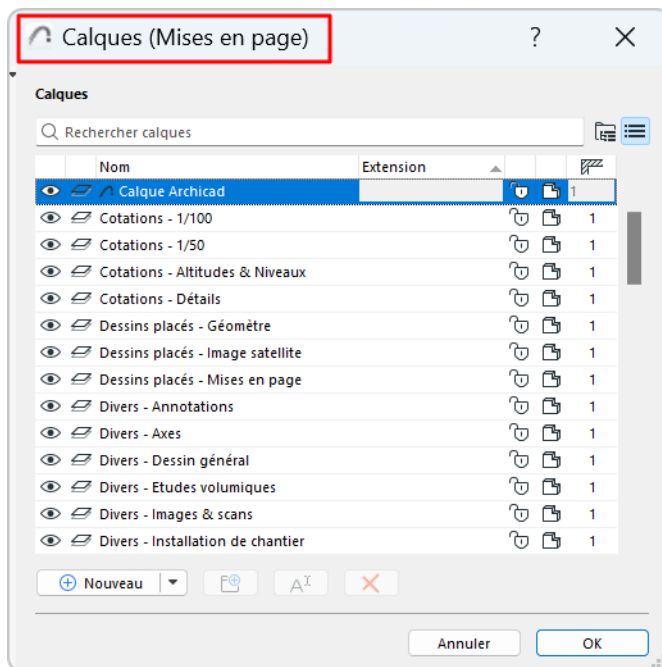 Calques (Mises en page) ?
Calques
Rechercher calques
Nom Extension
Calque Archicad 1
Cotations - 1/100 1
Cotations - 1/50 1
Cotations - Altitudes & Niveaux 1
Cotations - Détails 1
Dessins placés - Géomètre 1
Dessins placés - Image satellite 1
Dessins placés - Mises en page 1
Divers - Annotations 1
Divers - Axes 1
Divers - Dessin général 1
Divers - Etudes volumiques 1
Divers - Images & scans 1
Divers - Installation de chantier 1
Nouveau
Annuler OK